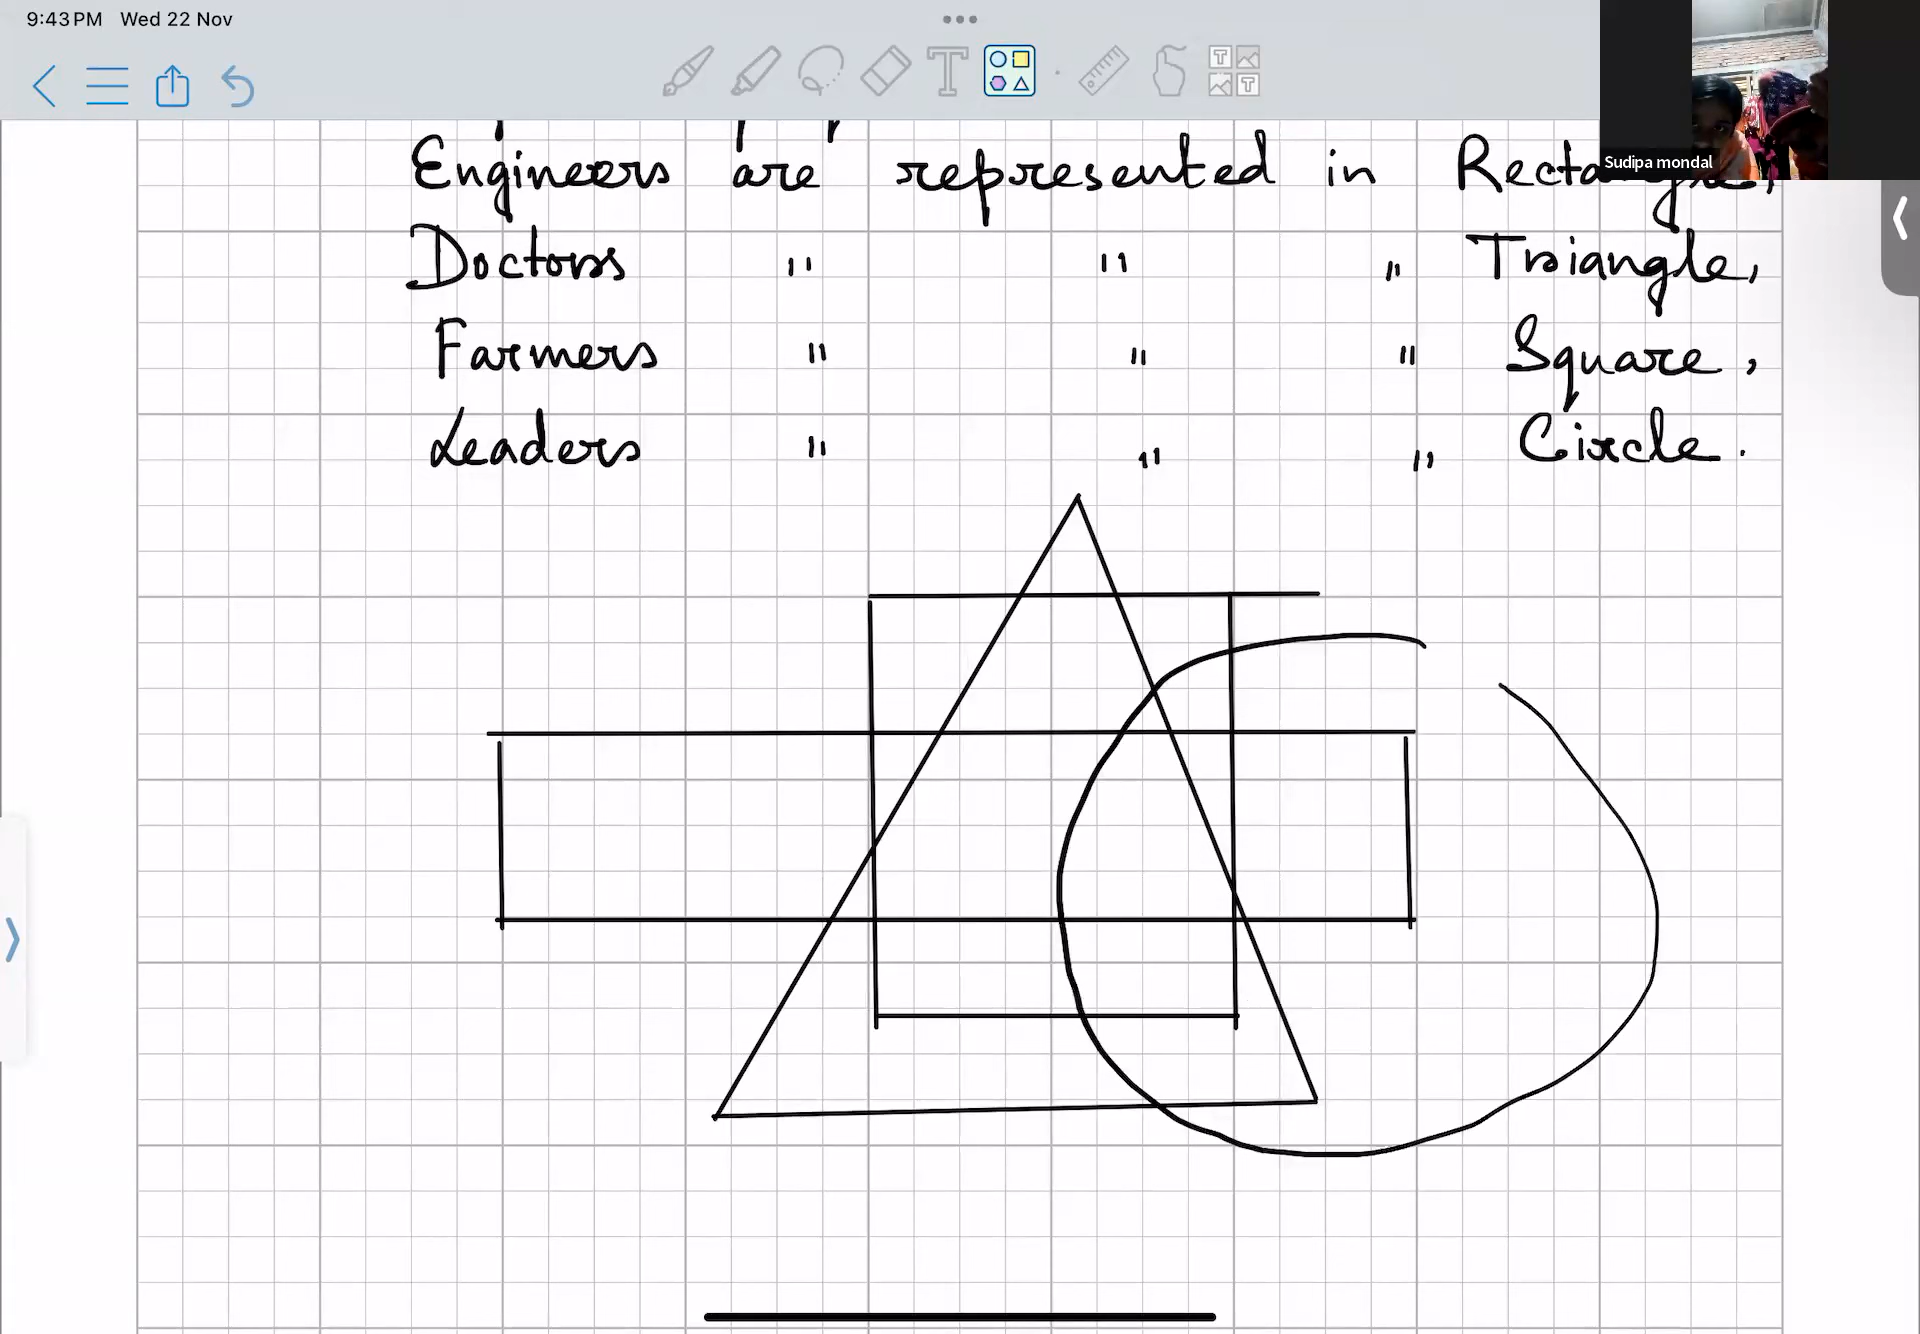 9:43 PM Wed 22 Nov
Sudipa mondal
Engineers are represented in Rectangle,
Doctors " " " Triangle,
Farmers " " " Square,
Leaders " " " Circle.